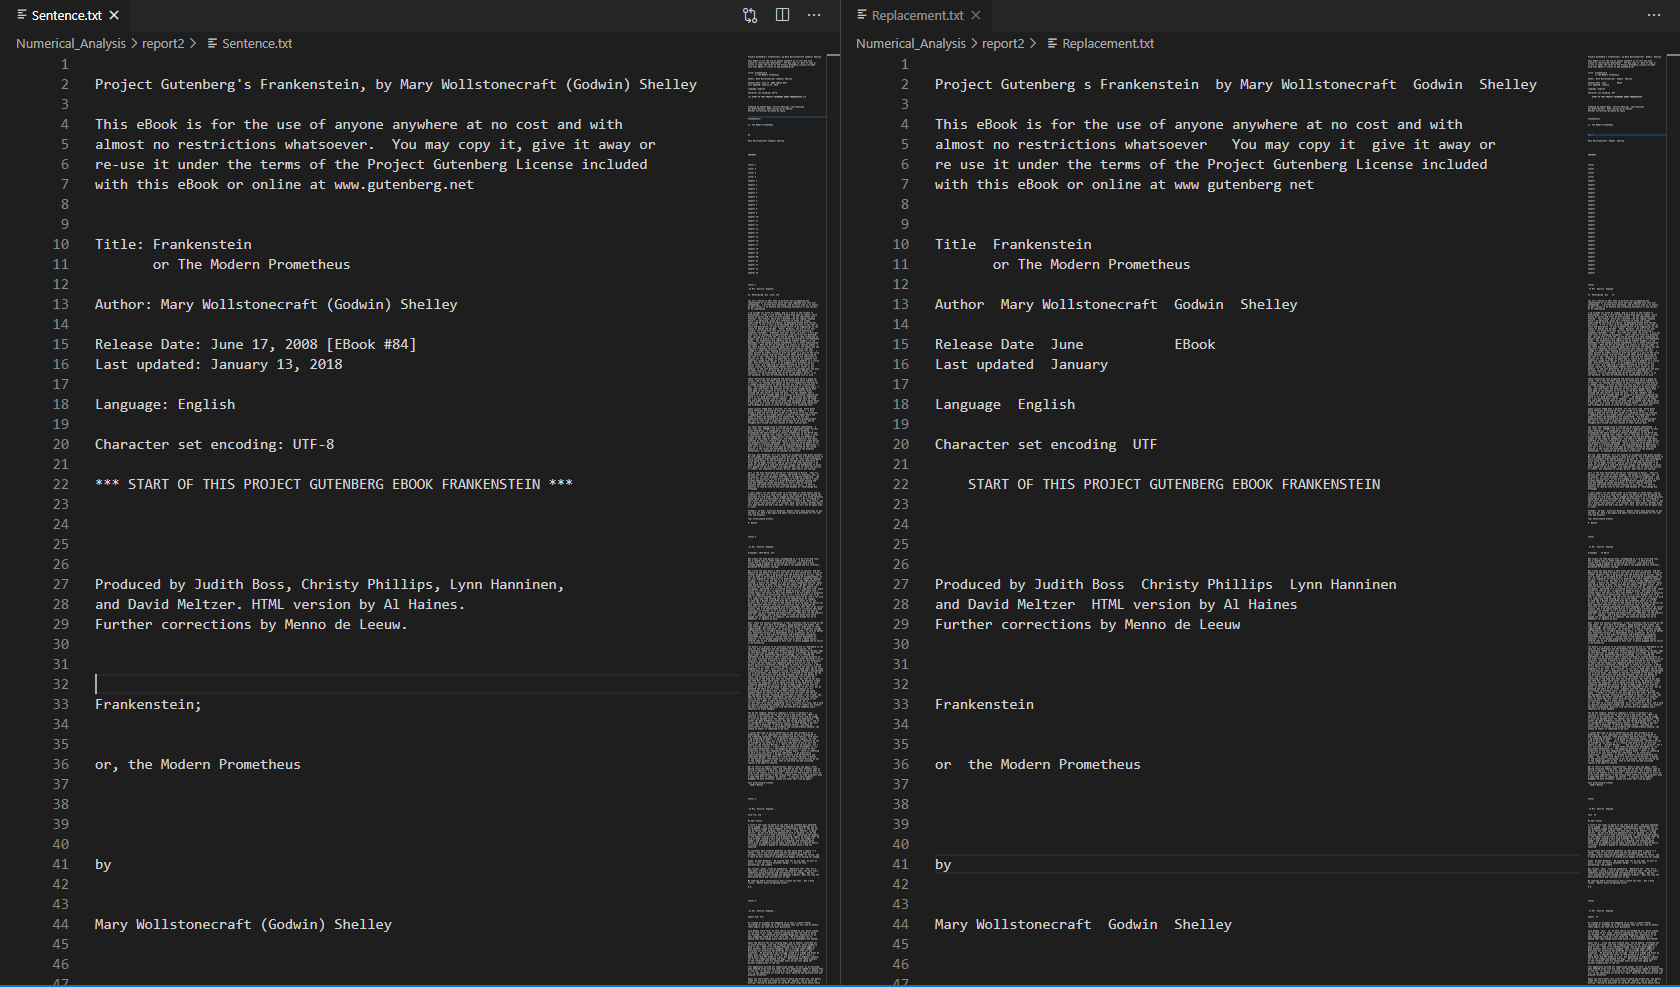 Sentence.txt
Numerical_Analysis > report2 > Sentence.txt
1
2 Project Gutenberg's Frankenstein, by Mary Wollstonecraft (Godwin) Shelley
3
4 This eBook is for the use of anyone anywhere at no cost and with
5 almost no restrictions whatsoever.  You may copy it, give it away or
6 re-use it under the terms of the Project Gutenberg License included
7 with this eBook or online at www.gutenberg.net
8
9
10 Title: Frankenstein
11        or The Modern Prometheus
12
13 Author: Mary Wollstonecraft (Godwin) Shelley
14
15 Release Date: June 17, 2008 [EBook #84]
16 Last updated: January 13, 2018
17
18 Language: English
19
20 Character set encoding: UTF-8
21
22 *** START OF THIS PROJECT GUTENBERG EBOOK FRANKENSTEIN ***
23
24
25
26
27 Produced by Judith Boss, Christy Phillips, Lynn Hanninen,
28 and David Meltzer. HTML version by Al Haines.
29 Further corrections by Menno de Leeuw.
30
31
32
33 Frankenstein;
34
35
36 or, the Modern Prometheus
37
38
39
40
41 by
42
43
44 Mary Wollstonecraft (Godwin) Shelley
45
46
47
Replacement.txt
Numerical_Analysis > report2 > Replacement.txt
1
2 Project Gutenberg s Frankenstein  by Mary Wollstonecraft  Godwin  Shelley
3
4 This eBook is for the use of anyone anywhere at no cost and with
5 almost no restrictions whatsoever   You may copy it  give it away or
6 re use it under the terms of the Project Gutenberg License included
7 with this eBook or online at www gutenberg net
8
9
10 Title  Frankenstein
11        or The Modern Prometheus
12
13 Author  Mary Wollstonecraft  Godwin  Shelley
14
15 Release Date  June           EBook
16 Last updated  January
17
18 Language  English
19
20 Character set encoding  UTF
21
22     START OF THIS PROJECT GUTENBERG EBOOK FRANKENSTEIN
23
24
25
26
27 Produced by Judith Boss  Christy Phillips  Lynn Hanninen
28 and David Meltzer  HTML version by Al Haines
29 Further corrections by Menno de Leeuw
30
31
32
33 Frankenstein
34
35
36 or  the Modern Prometheus
37
38
39
40
41 by
42
43
44 Mary Wollstonecraft  Godwin  Shelley
45
46
47